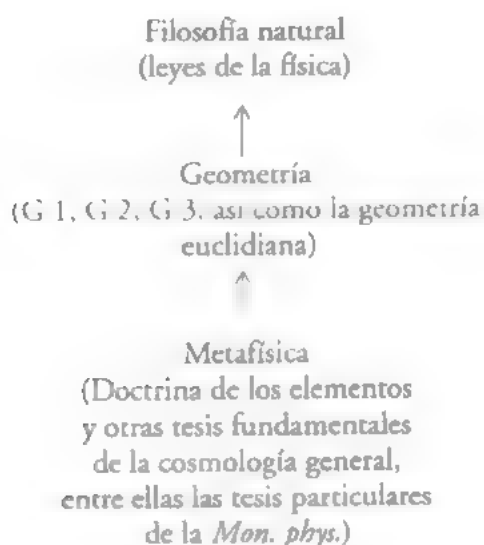 Filosofía natural
(leyes de la física)
Geometría
(G 1, G 2, G 3, así como la geometría
euclidiana)
Metafísica
(Doctrina de los elementos
y otras tesis fundamentales
de la cosmología general,
entre ellas las tesis particulares
de la Mon. phys.)